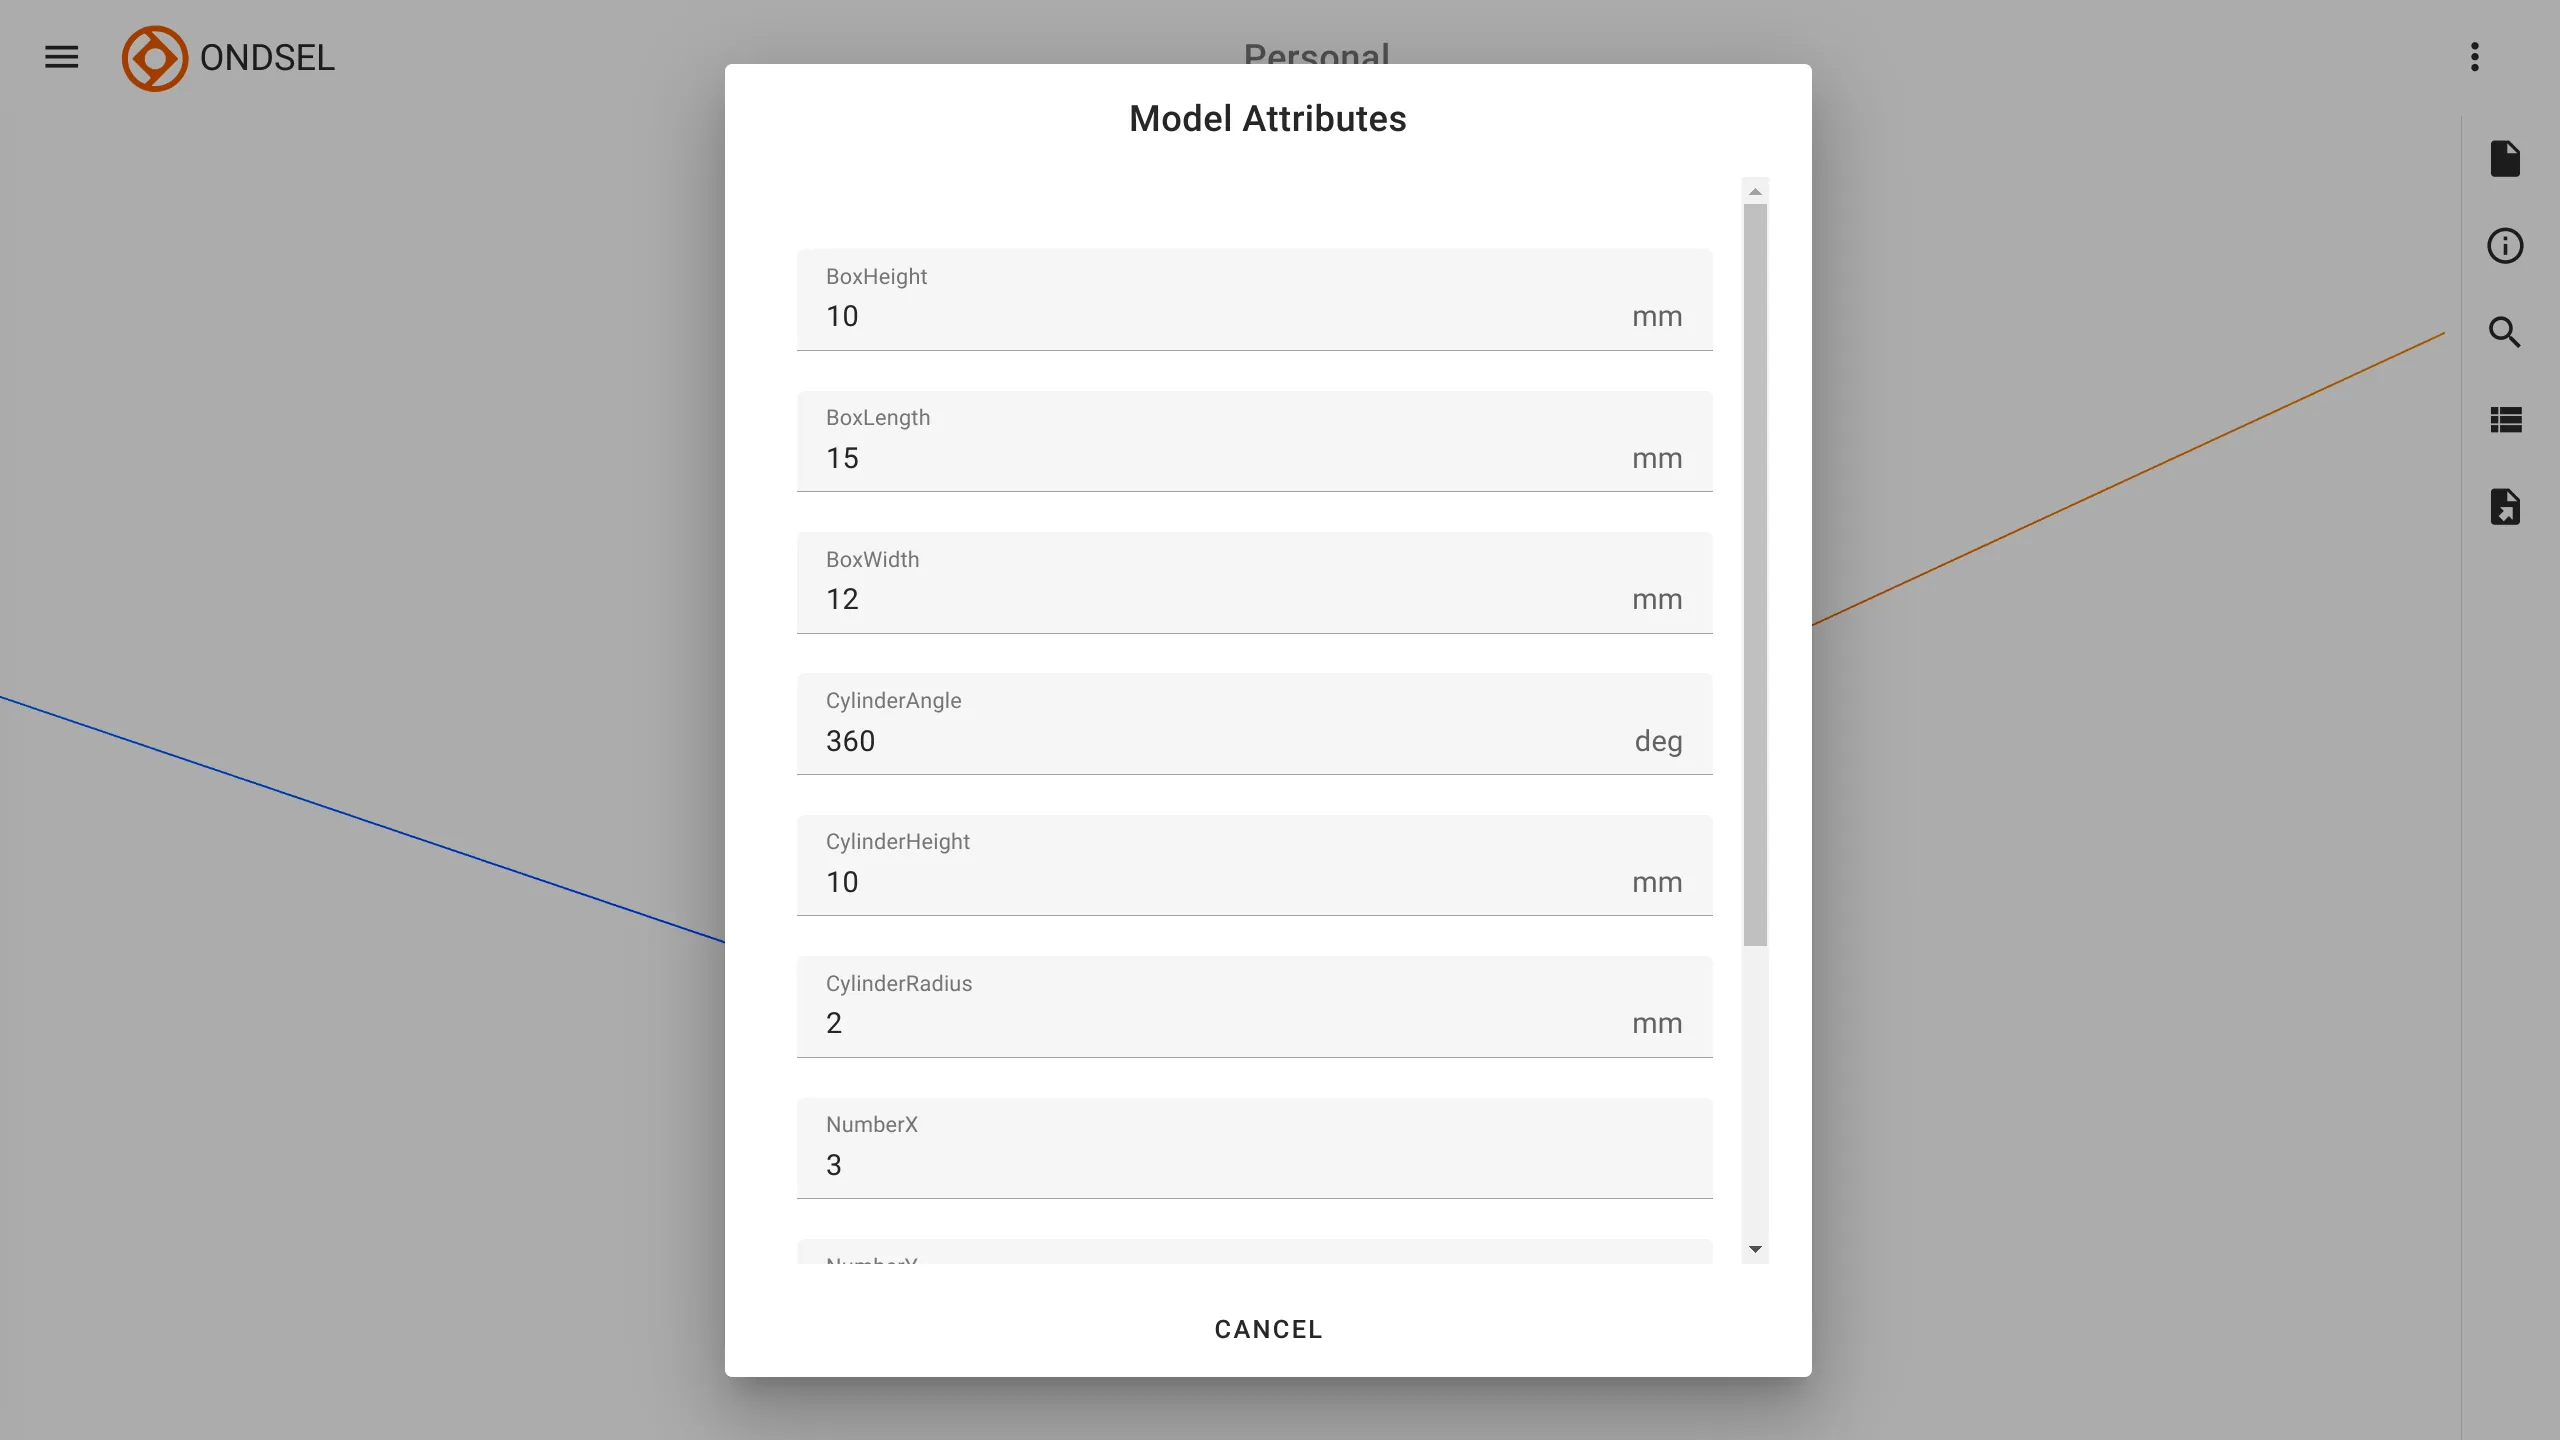 ONDSEL
Personal
Model Attributes
BoxHeight
10 mm
BoxLength
15 mm
BoxWidth
12 mm
CylinderAngle
360 deg
CylinderHeight
10 mm
CylinderRadius
2 mm
NumberX
3
NumberY
CANCEL